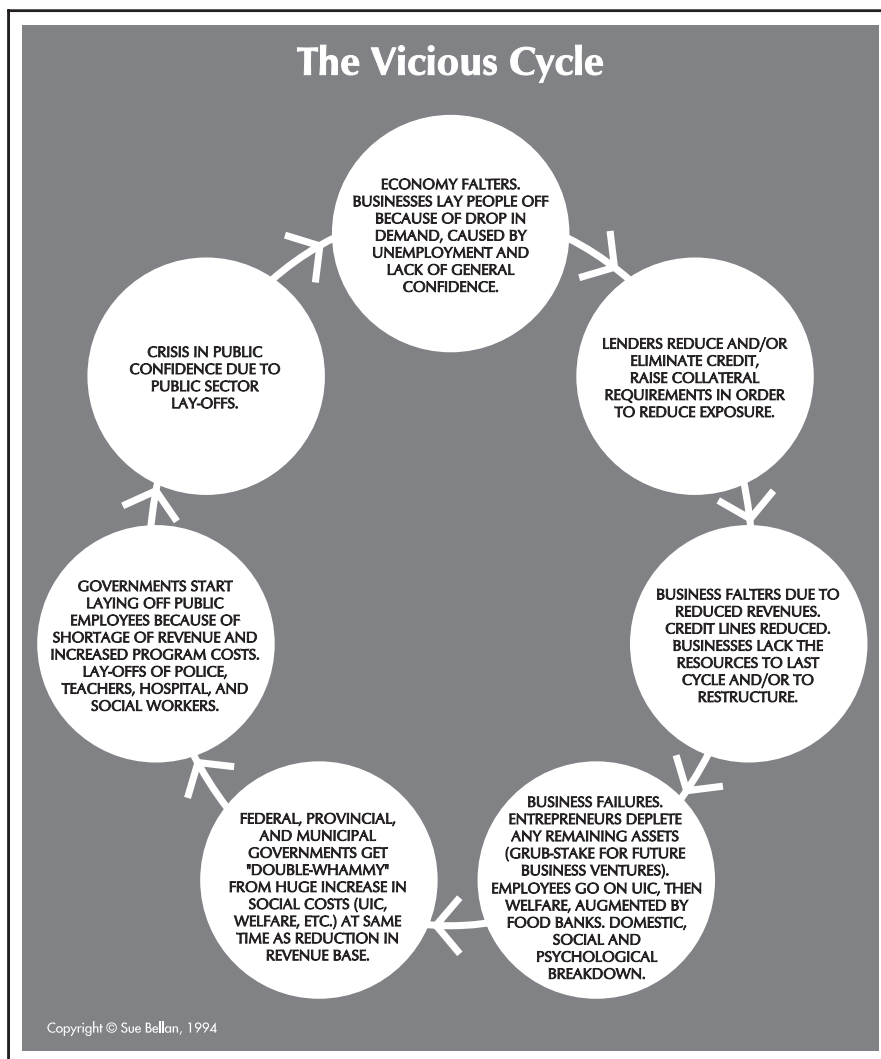 The Vicious Cycle
ECONOMY FALTERS.
BUSINESSES LAY PEOPLE OFF
BECAUSE OF DROP IN
DEMAND, CAUSED BY
UNEMPLOYMENT AND
LACK OF GENERAL
CONFIDENCE.
LENDERS REDUCE AND/OR
ELIMINATE CREDIT,
RAISE COLLATERAL
REQUIREMENTS IN ORDER
TO REDUCE EXPOSURE.
BUSINESS FALTERS DUE TO
REDUCED REVENUES.
CREDIT LINES REDUCED.
BUSINESSES LACK THE
RESOURCES TO LAST
CYCLE AND/OR TO
RESTRUCTURE.
BUSINESS FAILURES.
ENTREPRENEURS DEPLETE
ANY REMAINING ASSETS
(GRUB-STAKE FOR FUTURE
BUSINESS VENTURES).
EMPLOYEES GO ON UIC, THEN
WELFARE, AUGMENTED BY
FOOD BANKS. DOMESTIC,
SOCIAL AND
PSYCHOLOGICAL
BREAKDOWN.
FEDERAL, PROVINCIAL,
AND MUNICIPAL
GOVERNMENTS GET
"DOUBLE-WHAMMY"
FROM HUGE INCREASE IN
SOCIAL COSTS (UIC,
WELFARE, ETC.) AT SAME
TIME AS REDUCTION IN
REVENUE BASE.
GOVERNMENTS START
LAYING OFF PUBLIC
EMPLOYEES BECAUSE OF
SHORTAGE OF REVENUE AND
INCREASED PROGRAM COSTS.
LAY-OFFS OF POLICE,
TEACHERS, HOSPITAL, AND
SOCIAL WORKERS.
CRISIS IN PUBLIC
CONFIDENCE DUE TO
PUBLIC SECTOR
LAY-OFFS.
Copyright © Sue Bellan, 1994